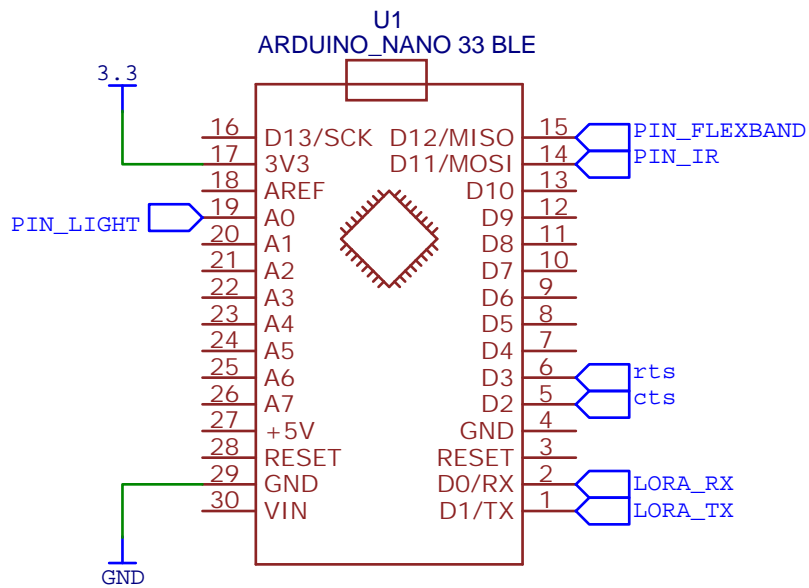 U1
ARDUINO_NANO 33 BLE
3.3
16 D13/SCK D12/MISO 15 PIN_FLEXBAND
17 3V3 D11/MOSI 14 PIN_IR
18 AREF D10 13
PIN_LIGHT 19 A0 D9 12
20 A1 D8 11
21 A2 D7 10
22 A3 D6 9
23 A4 D5 8
24 A5 D4 7
25 A6 D3 6 rts
26 A7 D2 5 cts
27 +5V GND 4
28 RESET RESET 3
29 GND D0/RX 2 LORA_RX
30 VIN D1/TX 1 LORA_TX
GND